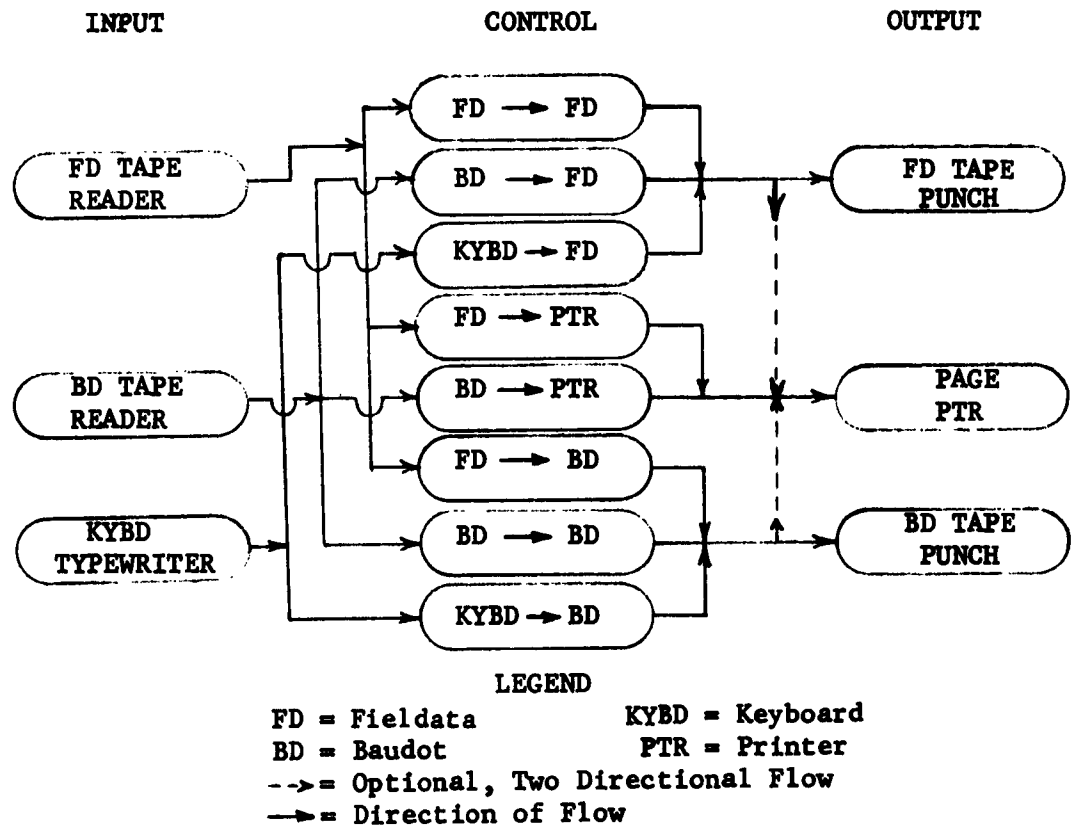 INPUT CONTROL OUTPUT
FD TAPE
READER
BD TAPE
READER
KYBD
TYPEWRITER
FD → FD
BD → FD
KYBD → FD
FD → PTR
BD → PTR
FD → BD
BD → BD
KYBD → BD
FD TAPE
PUNCH
PAGE
PTR
BD TAPE
PUNCH
LEGEND
FD = Fieldata KYBD = Keyboard
BD = Baudot PTR = Printer
--> = Optional, Two Directional Flow
→ = Direction of Flow